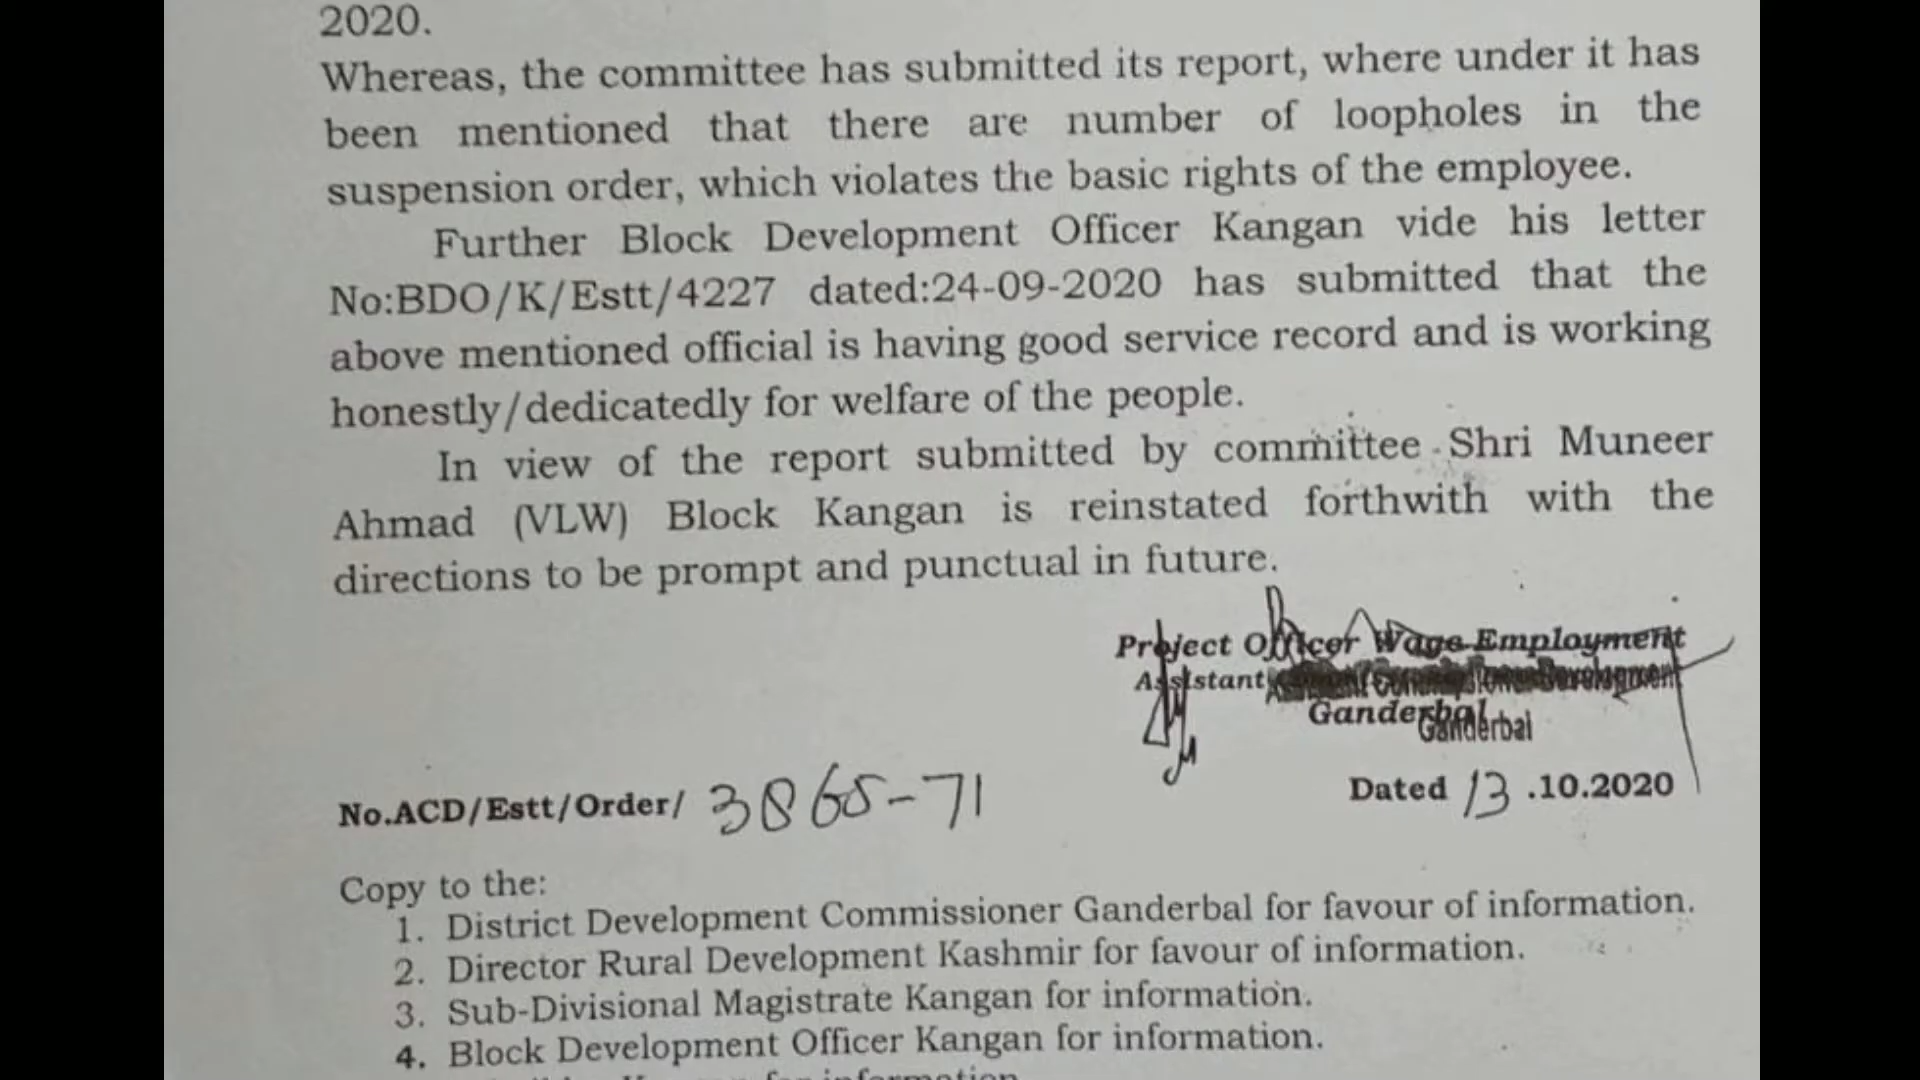 2020.
Whereas, the committee has submitted its report, where under it has
been mentioned that there are number of loopholes in the
suspension order, which violates the basic rights of the employee.
Further Block Development Officer Kangan vide his letter
No:BDO/K/Estt/4227 dated:24-09-2020 has submitted that the
above mentioned official is having good service record and is working
honestly/dedicatedly for welfare of the people.
In view of the report submitted by committee Shri Muneer
Ahmad (VLW) Block Kangan is reinstated forthwith with the
directions to be prompt and punctual in future.
Project Officer Wage Employment
Assistant Development
Ganderbal
Ganderbal
No.ACD/Estt/Order/ 3865-71
Dated 13 .10.2020
Copy to the:
1. District Development Commissioner Ganderbal for favour of information.
2. Director Rural Development Kashmir for favour of information.
3. Sub-Divisional Magistrate Kangan for information.
4. Block Development Officer Kangan for information.
for information